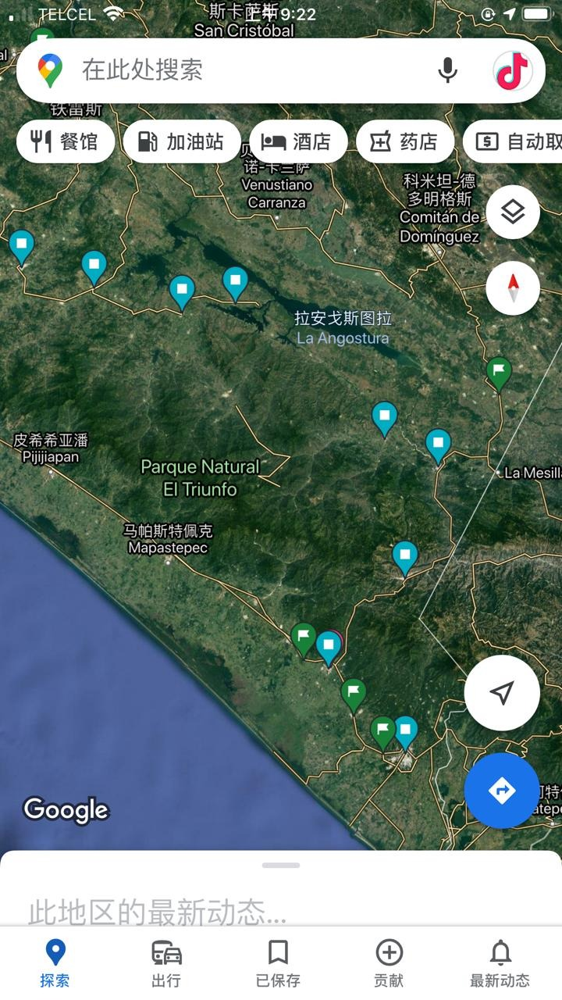 TELCEL 上午9:22
斯卡萨斯
San Cristóbal
al
在此处搜索
铁雷斯
餐馆
加油站
酒店
药店
自动取
诺-卡兰萨
Venustiano
Carranza
科米坦-德
多明格斯
Comitán de
Domínguez
拉安戈斯图拉
La Angostura
皮希希亚潘
Pijijiapan
Parque Natural
El Triunfo
La Mesill
马帕斯特佩克
Mapastepec
Google
阿特
atepe
此地区的最新动态...
探索
出行
已保存
贡献
最新动态